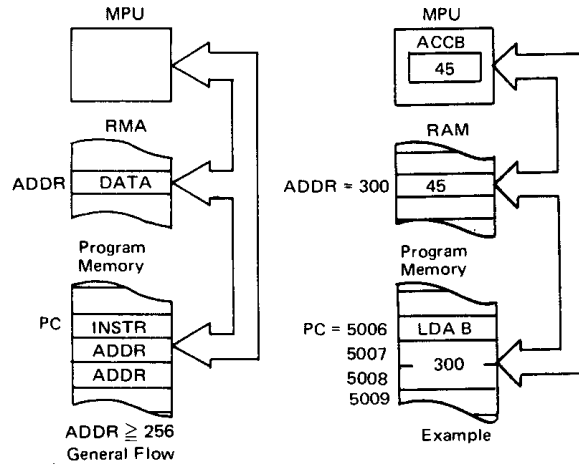 MPU
RMA
ADDR
DATA
Program
Memory
PC
INSTR
ADDR
ADDR
ADDR ≧ 256
General Flow
MPU
ACCB
45
RAM
ADDR = 300
45
Program
Memory
PC = 5006
LDA B
5007
300
5008
5009
Example